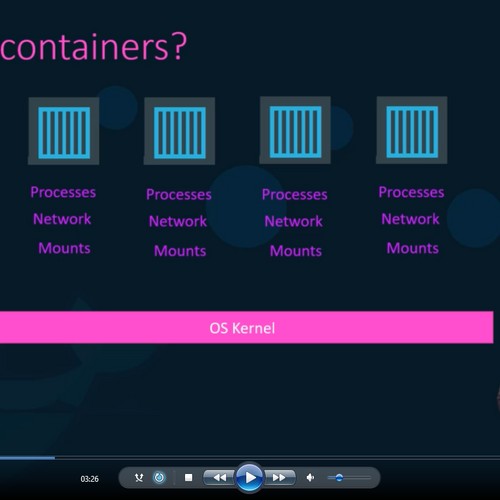 containers?
Processes Processes Processes Processes
Network Network Network Network
Mounts Mounts Mounts Mounts
OS Kernel
03:26